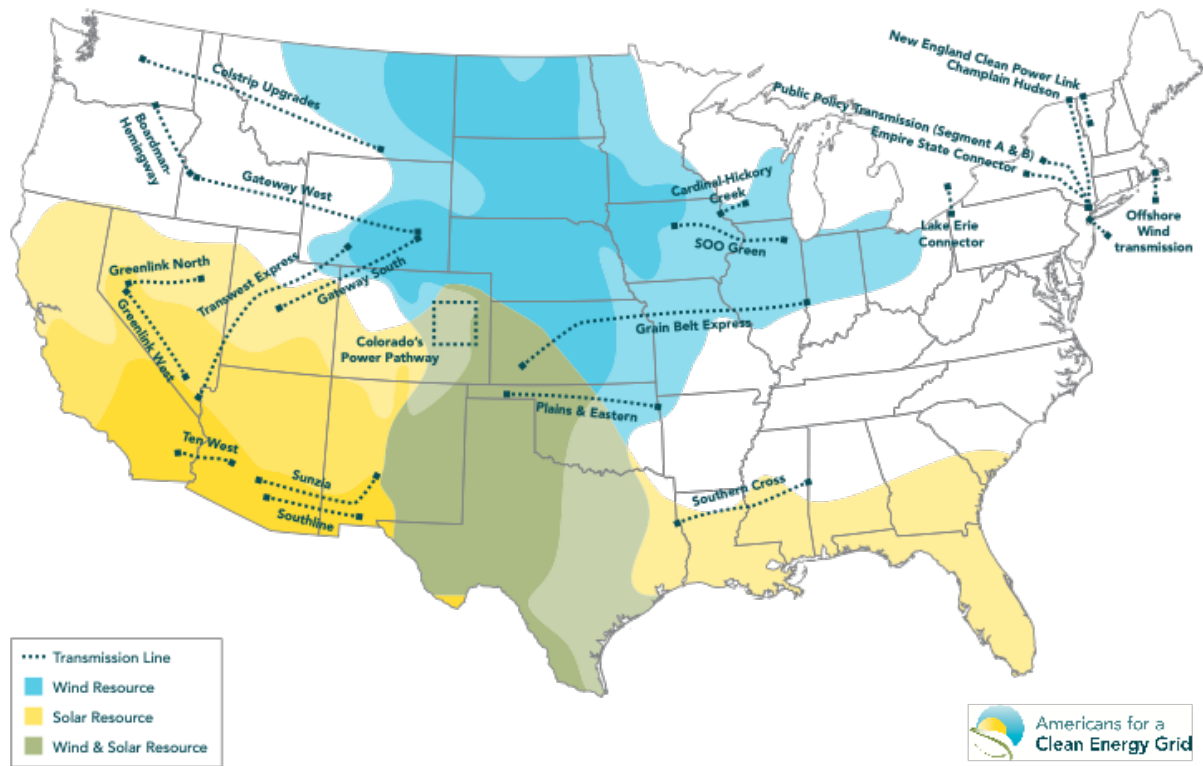 New England Clean Power Link
Champlain Hudson
Public Policy Transmission (Segment A & B)
Empire State Connector
Colstrip Upgrades
Boardman-
Hemingway
Gateway West
Cardinal-Hickory
Creek
SOO Green
Lake Erie
Connector
Offshore
Wind
transmission
Greenlink North
Transwest Express
Gateway South
Greenlink West
Colorado's
Power Pathway
Grain Belt Express
Plains & Eastern
Ten West
Sunzia
Southline
Southern Cross
Transmission Line
Wind Resource
Solar Resource
Wind & Solar Resource
Americans for a
Clean Energy Grid